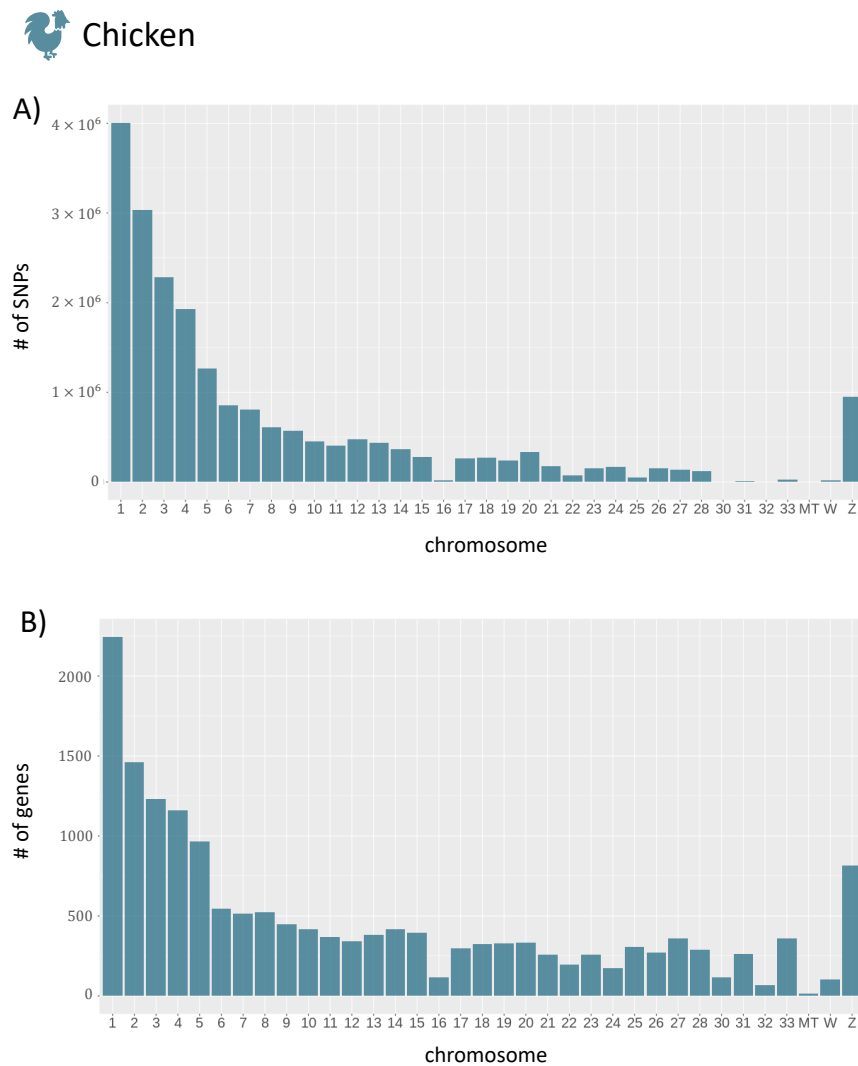 Chicken
A)
4 × 10⁶
3 × 10⁶
2 × 10⁶
1 × 10⁶
0
# of SNPs
1 2 3 4 5 6 7 8 9 10 11 12 13 14 15 16 17 18 19 20 21 22 23 24 25 26 27 28 30 31 32 33 MT W Z
chromosome
B)
2000
1500
1000
500
0
# of genes
1 2 3 4 5 6 7 8 9 10 11 12 13 14 15 16 17 18 19 20 21 22 23 24 25 26 27 28 30 31 32 33 MT W Z
chromosome